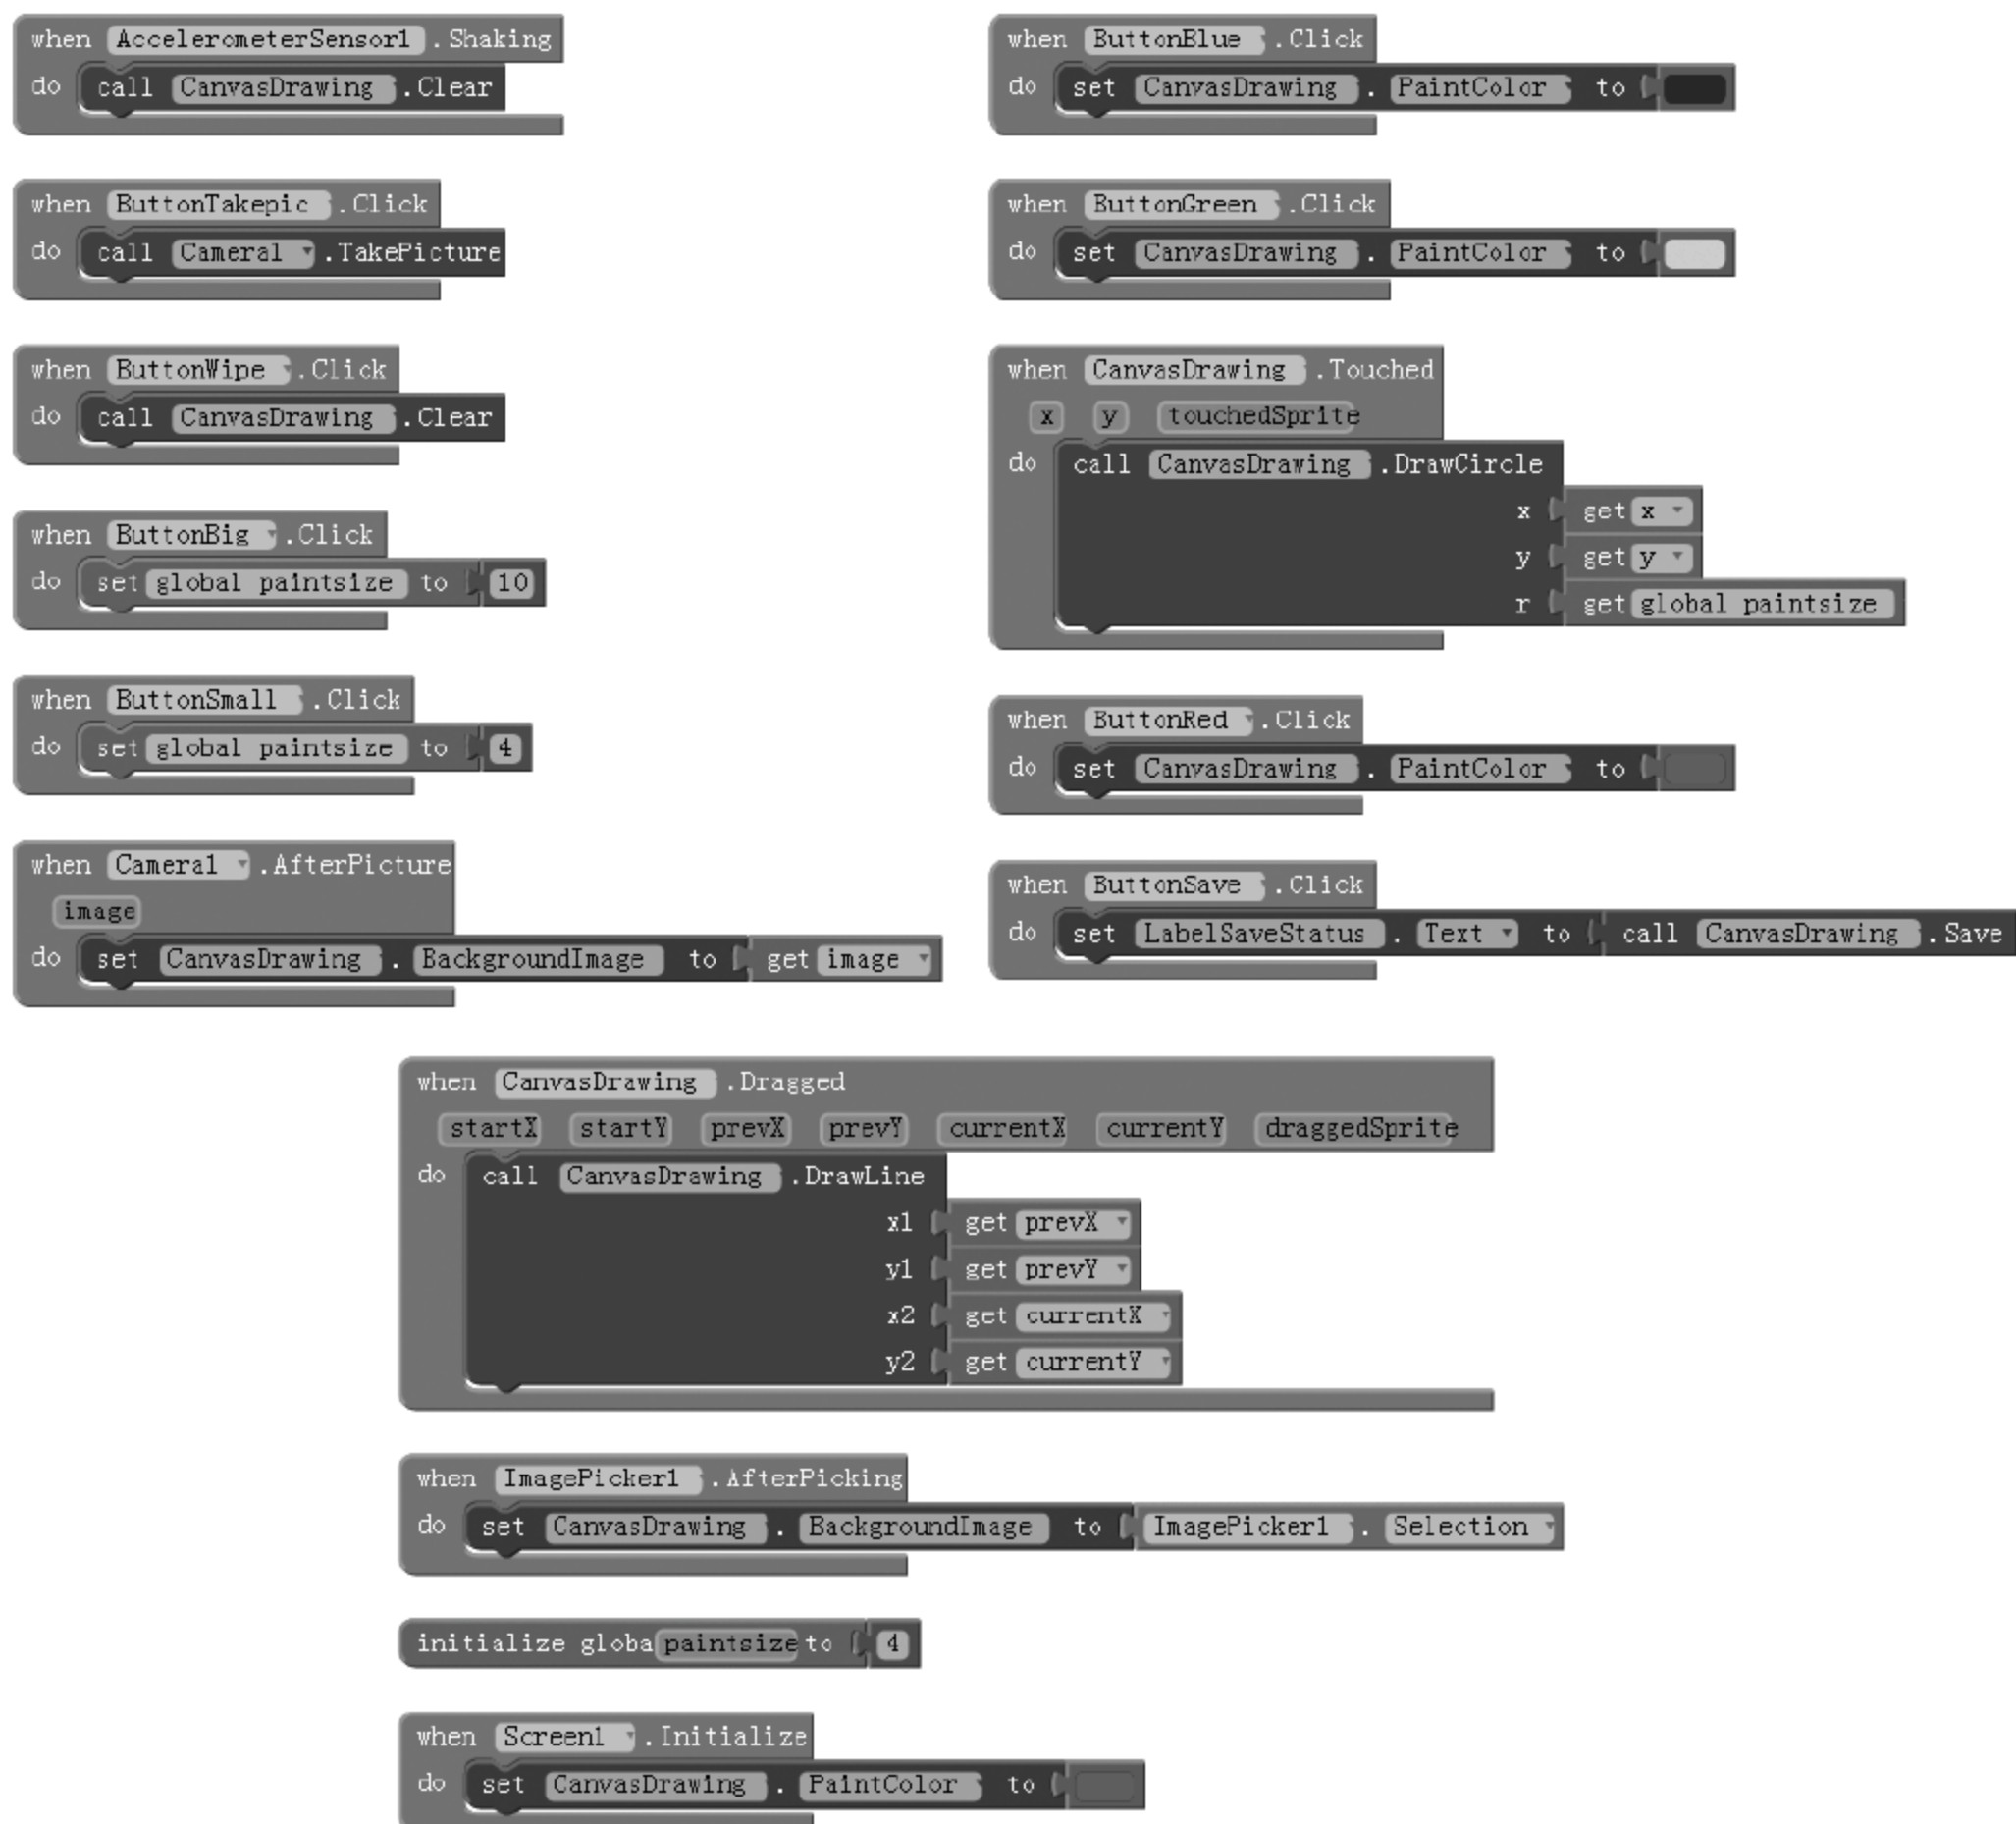 when AccelerometerSensor1 .Shaking
do call CanvasDrawing .Clear
when ButtonTakepic .Click
do call Camera1 .TakePicture
when ButtonWipe .Click
do call CanvasDrawing .Clear
when ButtonBig .Click
do set global paintsize to 10
when ButtonSmall .Click
do set global paintsize to 4
when Camera1 .AfterPicture
image
do set CanvasDrawing . BackgroundImage to get image
when ButtonBlue .Click
do set CanvasDrawing . PaintColor to
when ButtonGreen .Click
do set CanvasDrawing . PaintColor to
when CanvasDrawing .Touched
x y touchedSprite
do call CanvasDrawing .DrawCircle
x get x
y get y
r get global paintsize
when ButtonRed .Click
do set CanvasDrawing . PaintColor to
when ButtonSave .Click
do set LabelSaveStatus . Text to call CanvasDrawing .Save
when CanvasDrawing .Dragged
startX startY prevX prevY currentX currentY draggedSprite
do call CanvasDrawing .DrawLine
x1 get prevX
y1 get prevY
x2 get currentX
y2 get currentY
when ImagePicker1 .AfterPicking
do set CanvasDrawing . BackgroundImage to ImagePicker1 . Selection
initialize globa paintsize to 4
when Screen1 .Initialize
do set CanvasDrawing . PaintColor to